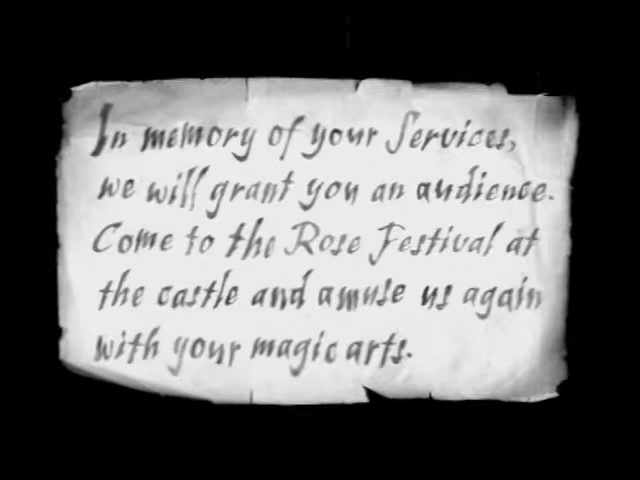 In memory of your Services,
we will grant you an audience.
Come to the Rose Festival at
the castle and amuse us again
with your magic arts.